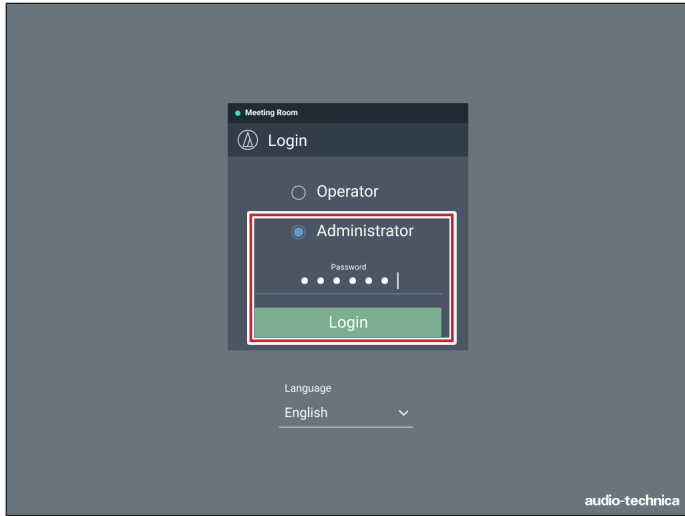 Meeting Room
Login
Operator
Administrator
Password
Login
Language
English
audio-technica